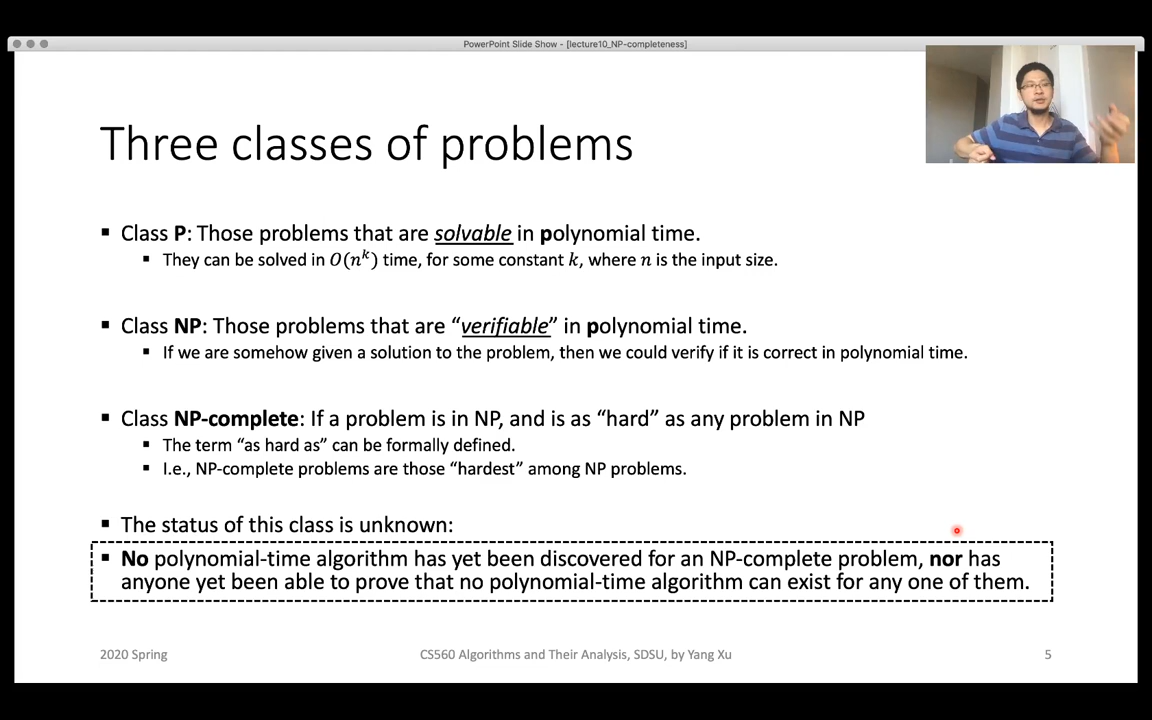 PowerPoint Slide Show - [lecture10_NP-completeness]
Three classes of problems
▪ Class P: Those problems that are solvable in polynomial time.
▪ They can be solved in O(n^k) time, for some constant k, where n is the input size.
▪ Class NP: Those problems that are “verifiable” in polynomial time.
▪ If we are somehow given a solution to the problem, then we could verify if it is correct in polynomial time.
▪ Class NP-complete: If a problem is in NP, and is as “hard” as any problem in NP
▪ The term “as hard as” can be formally defined.
▪ I.e., NP-complete problems are those “hardest” among NP problems.
▪ The status of this class is unknown:
▪ No polynomial-time algorithm has yet been discovered for an NP-complete problem, nor has
anyone yet been able to prove that no polynomial-time algorithm can exist for any one of them.
2020 Spring
CS560 Algorithms and Their Analysis, SDSU, by Yang Xu
5